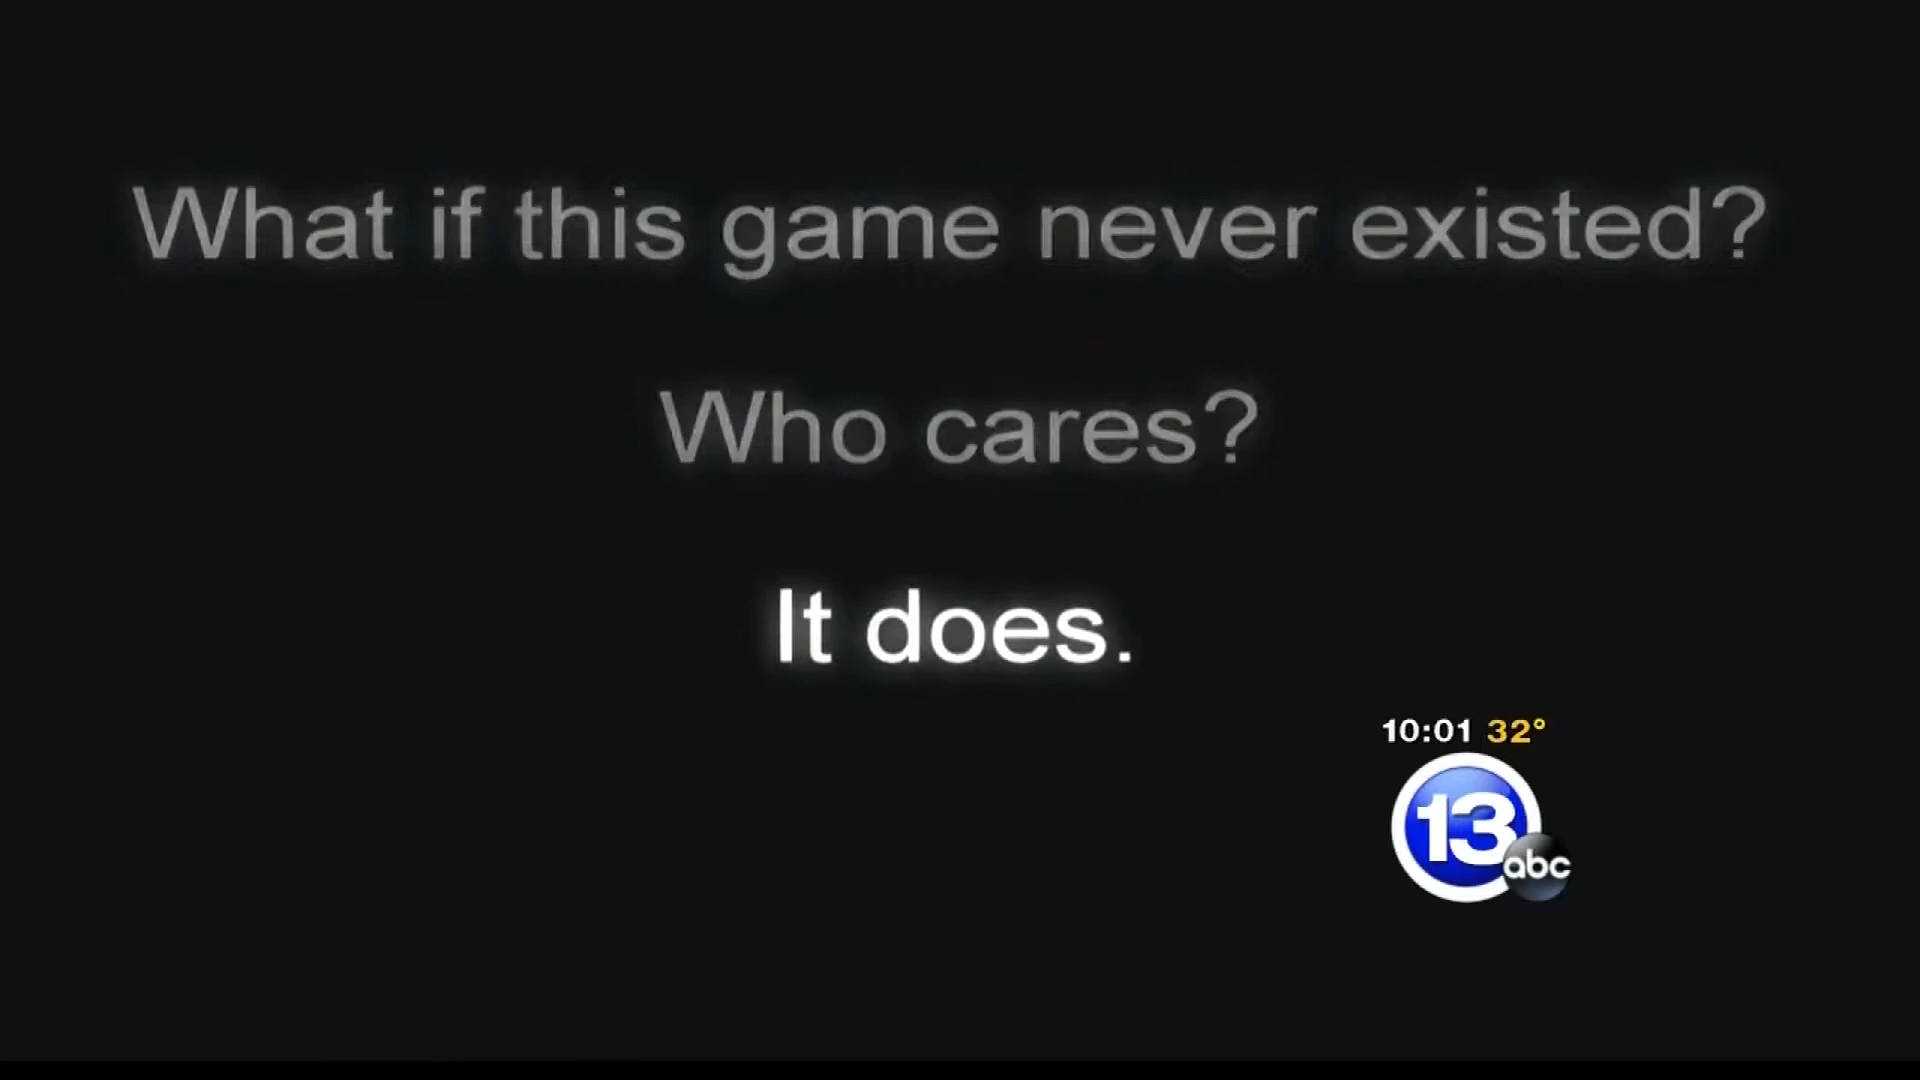 What if this game never existed?
Who cares?
It does.
10:01 32°
13
abc